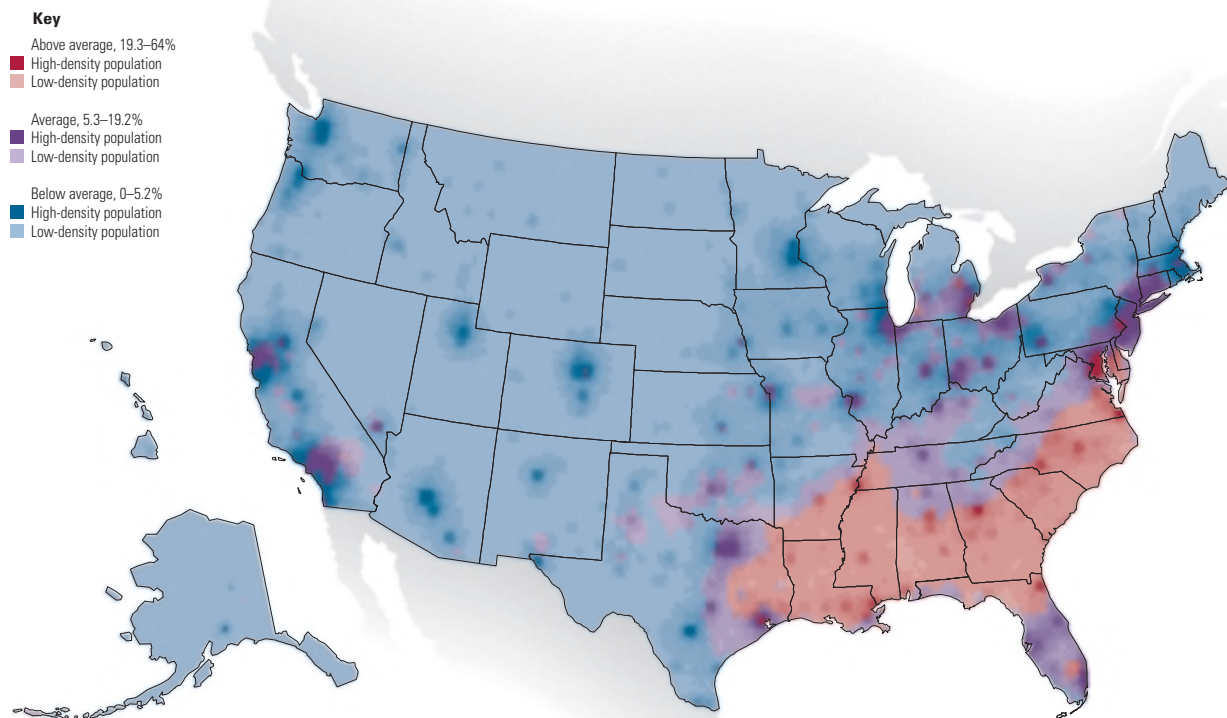 Key
Above average, 19.3–64%
High-density population
Low-density population
Average, 5.3–19.2%
High-density population
Low-density population
Below average, 0–5.2%
High-density population
Low-density population